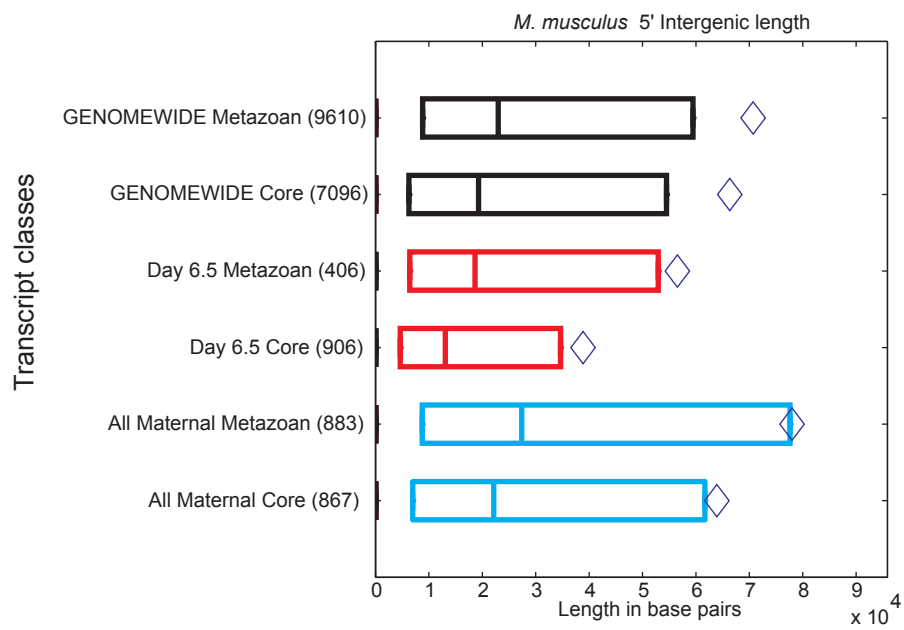 M. musculus 5' Intergenic length
Transcript classes
GENOMEWIDE Metazoan (9610)
GENOMEWIDE Core (7096)
Day 6.5 Metazoan (406)
Day 6.5 Core (906)
All Maternal Metazoan (883)
All Maternal Core (867)
0 1 2 3 4 5 6 7 8 9
Length in base pairs
x 10 4